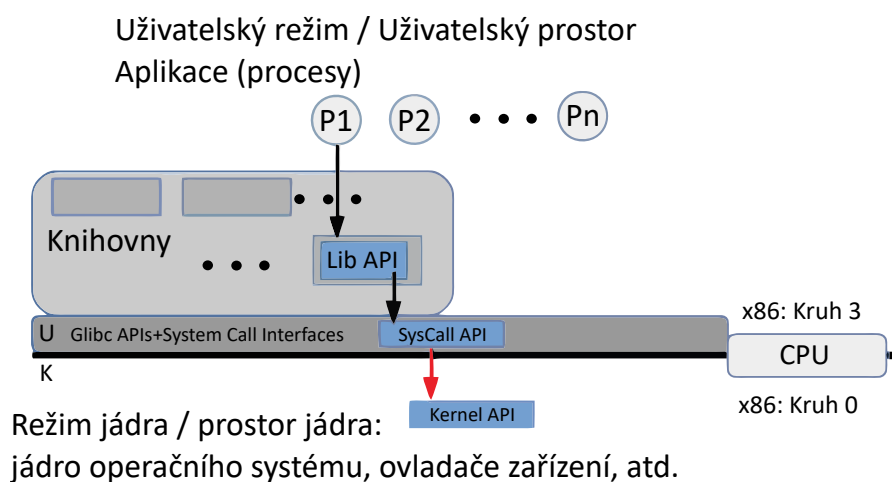 Uživatelský režim / Uživatelský prostor
Aplikace (procesy)
P1 P2 Pn
Knihovny
Lib API
x86: Kruh 3
U Glibc APIs+System Call Interfaces SysCall API
CPU
K
x86: Kruh 0
Kernel API
Režim jádra / prostor jádra:
jádro operačního systému, ovladače zařízení, atd.